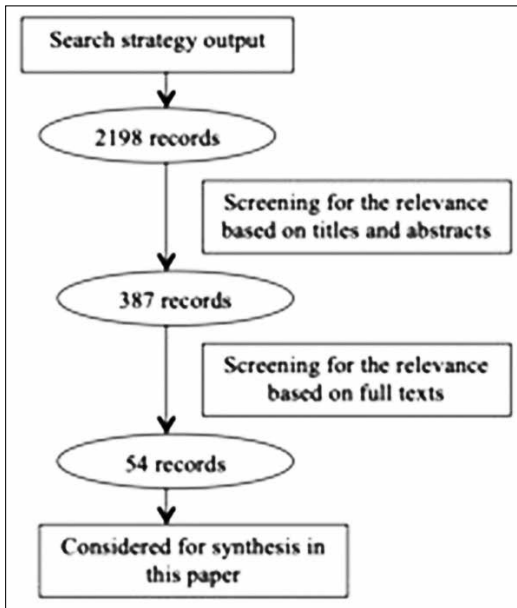 Search strategy output
2198 records
Screening for the relevance
based on titles and abstracts
387 records
Screening for the relevance
based on full texts
54 records
Considered for synthesis in
this paper